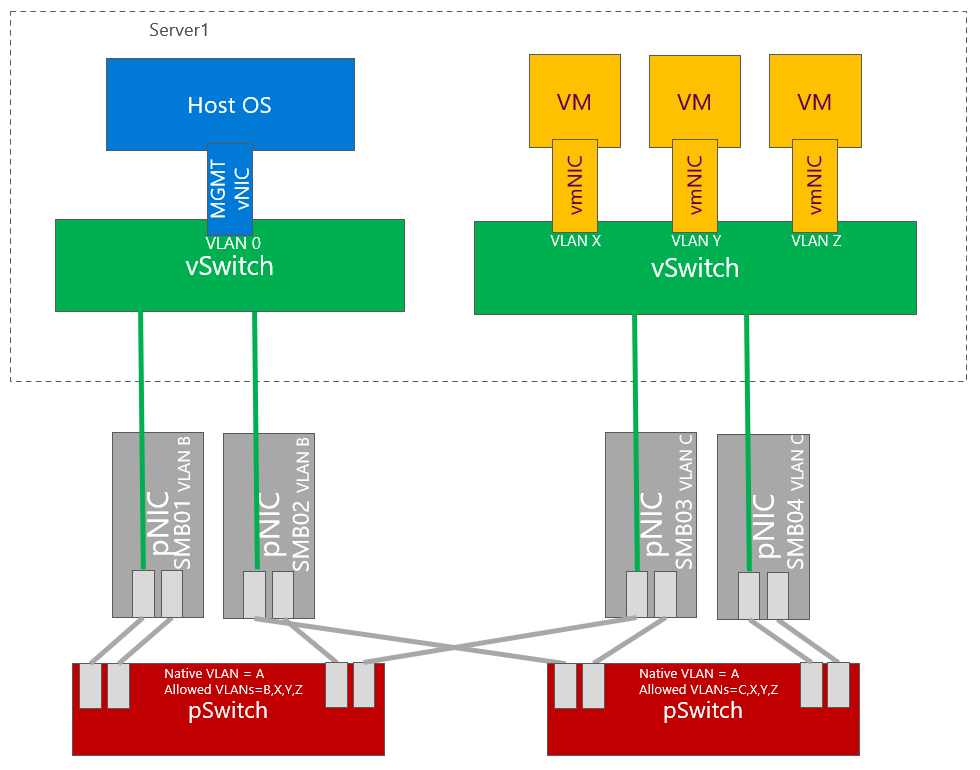 Server1
Host OS
MGMT
vNIC
VLAN 0
vSwitch
VM
VM
VM
vmNIC
vmNIC
vmNIC
VLAN X
VLAN Y
VLAN Z
vSwitch
pNIC
SMB01 VLAN B
pNIC
SMB02 VLAN B
pNIC
SMB03 VLAN C
pNIC
SMB04 VLAN C
Native VLAN = A
Allowed VLANs=B,X,Y,Z
pSwitch
Native VLAN = A
Allowed VLANs=C,X,Y,Z
pSwitch